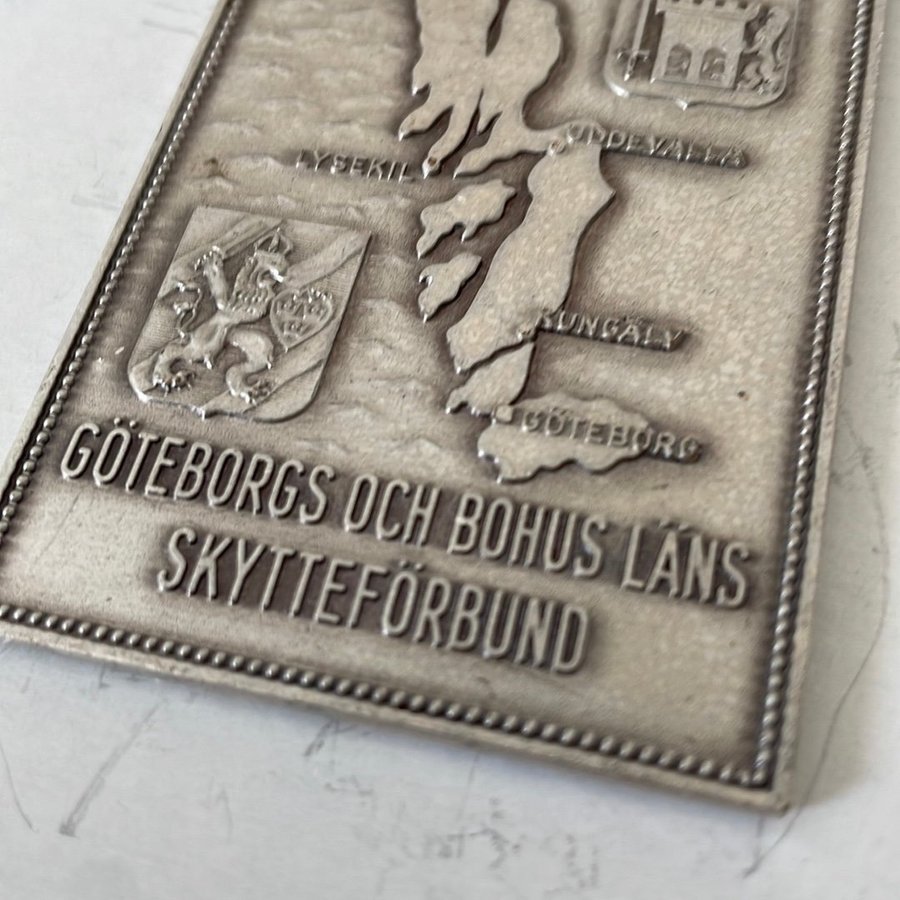 UDDEVALLA
LYSEKIL
KUNGÄLV
GÖTEBORG
GÖTEBORGS OCH BOHUS LÄNS
SKYTTEFÖRBUND